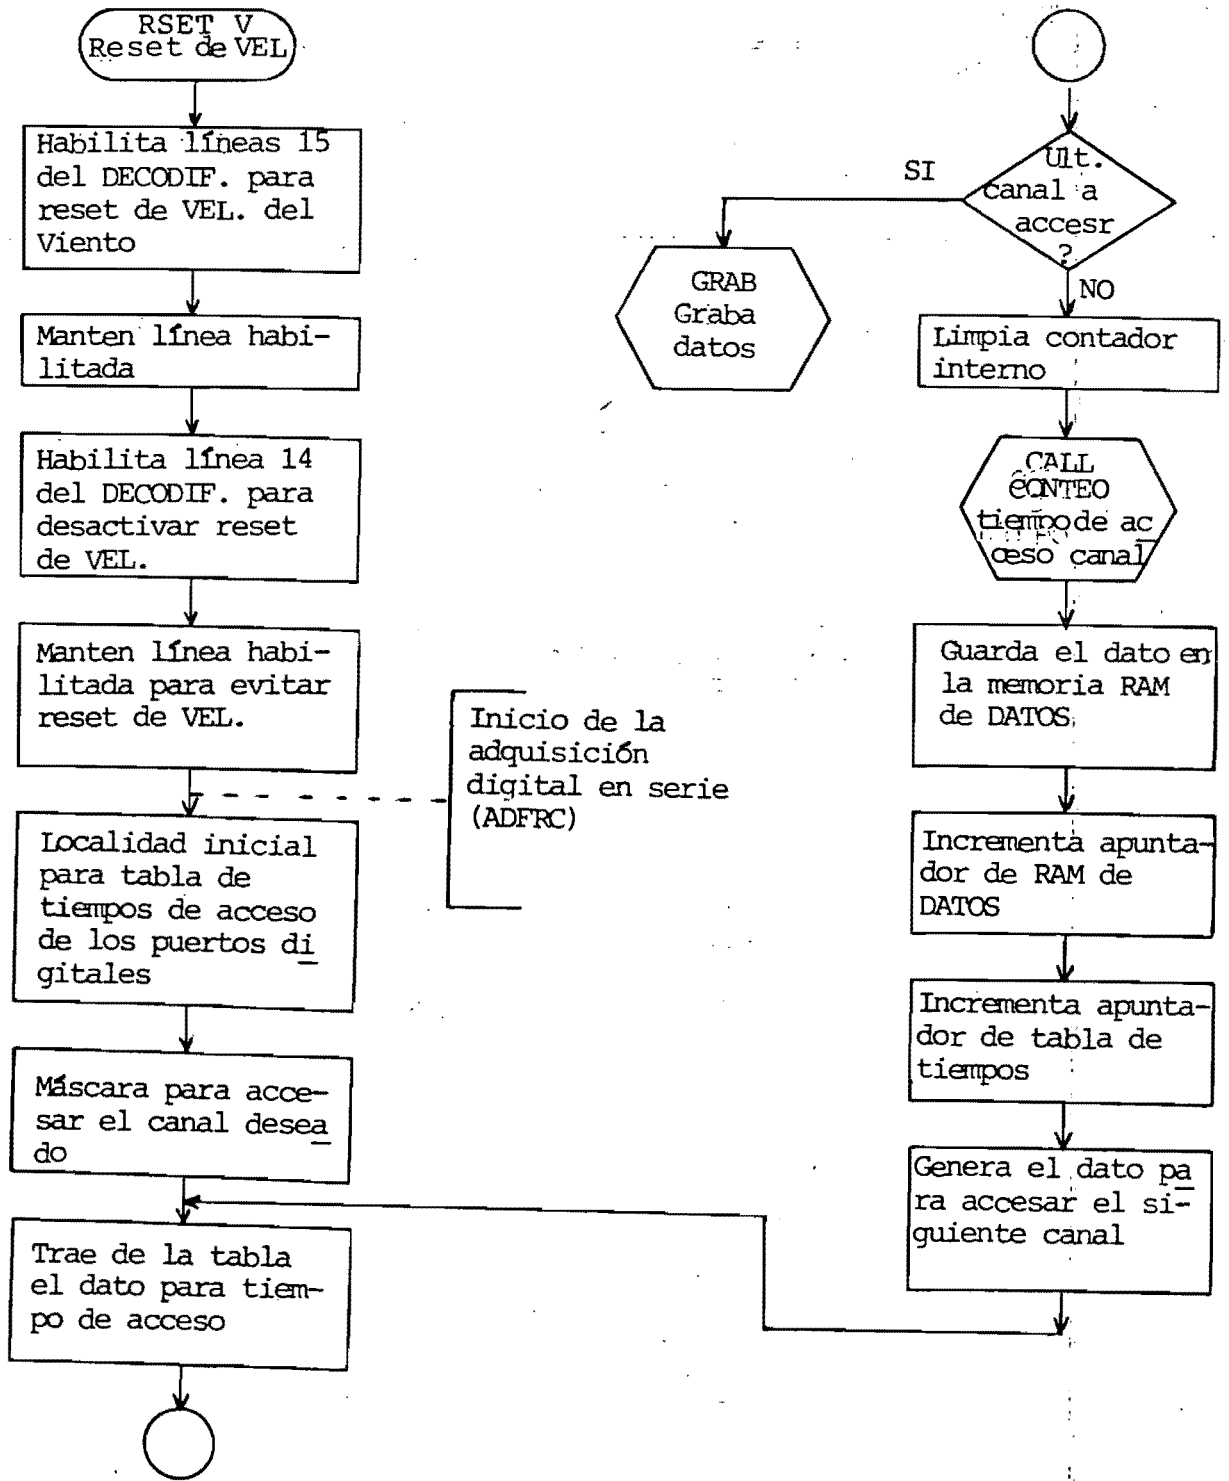 RSET V
Reset de VEL
Habilita líneas 15
del DECODIF. para
reset de VEL. del
Viento
Manten línea habi-
litada
Habilita línea 14
del DECODIF. para
desactivar reset
de VEL.
Manten línea habi-
litada para evitar
reset de VEL.
Inicio de la
adquisición
digital en serie
(ADFRC)
Localidad inicial
para tabla de
tiempos de acceso
de los puertos di
gitales
Máscara para acce-
sar el canal desea
do
Trae de la tabla
el dato para tiem-
po de acceso
Ult.
canal a
accesr
?
SI
NO
GRAB
Graba
datos
Limpia contador
interno
CALL
CONTEO
tiempo de ac
ceso canal
Guarda el dato en
la memoria RAM
de DATOS
Incrementa apunta-
dor de RAM de
DATOS
Incrementa apunta-
dor de tabla de
tiempos
Genera el dato pa
ra accesar el si-
guiente canal